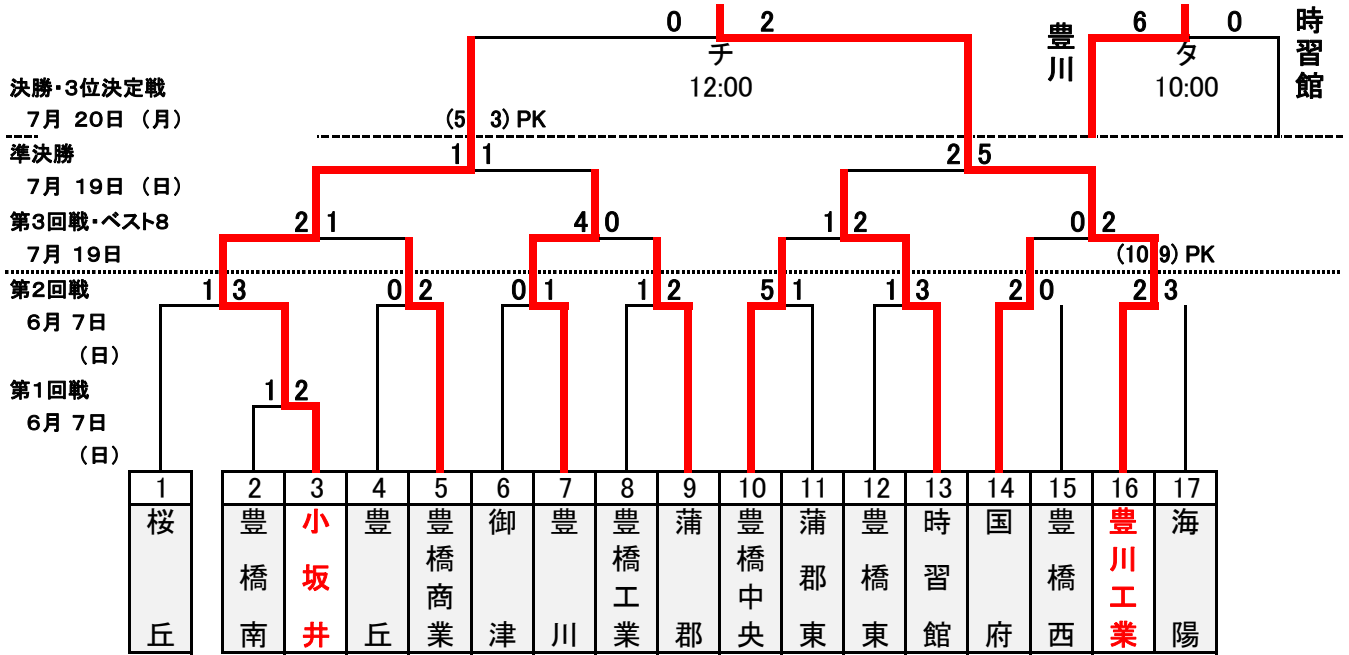 0 2
チ
12:00
豊川
6 0
タ
10:00
時習館
決勝・3位決定戦
7月 20日 (月)
(5 3) PK
準決勝
1 1
2 5
7月 19日 (日)
第3回戦・ベスト8
2 1
4 0
1 2
0 2
7月 19日
(10 9) PK
第2回戦
1 3
0 2
0 1
1 2
5 1
1 3
2 0
2 3
6月 7日
(日)
第1回戦
1 2
6月 7日
(日)
1
2
3
4
5
6
7
8
9
10
11
12
13
14
15
16
17
桜丘
豊橋南
小坂井
豊丘
豊橋商業
御津
豊川
豊橋工業
蒲郡
豊橋中央
蒲郡東
豊橋東
時習館
国府
豊橋西
豊川工業
海陽